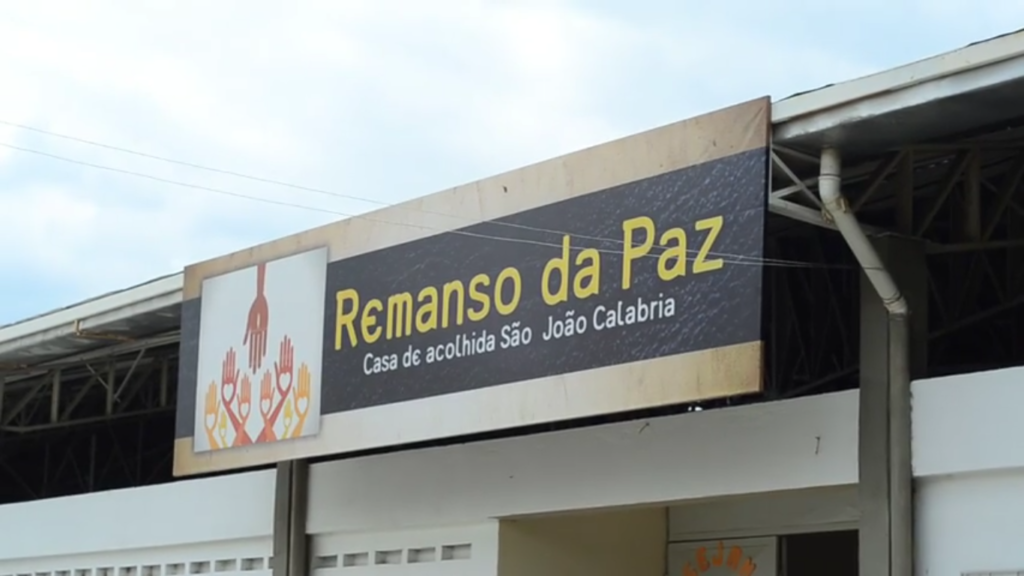 Remanso da Paz
Casa de acolhida São João Calabria